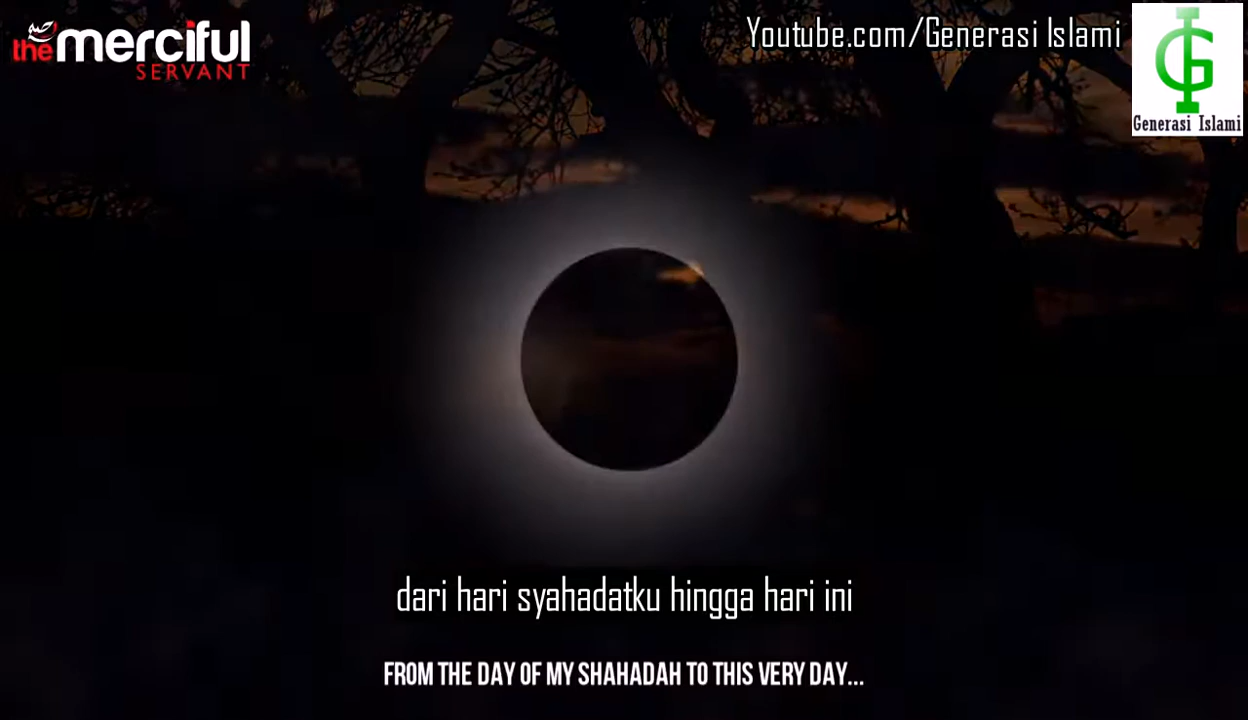 the merciful
SERVANT
Youtube.com/Generasi Islami
GI
Generasi Islami
dari hari syahadatku hingga hari ini
FROM THE DAY OF MY SHAHADAH TO THIS VERY DAY...